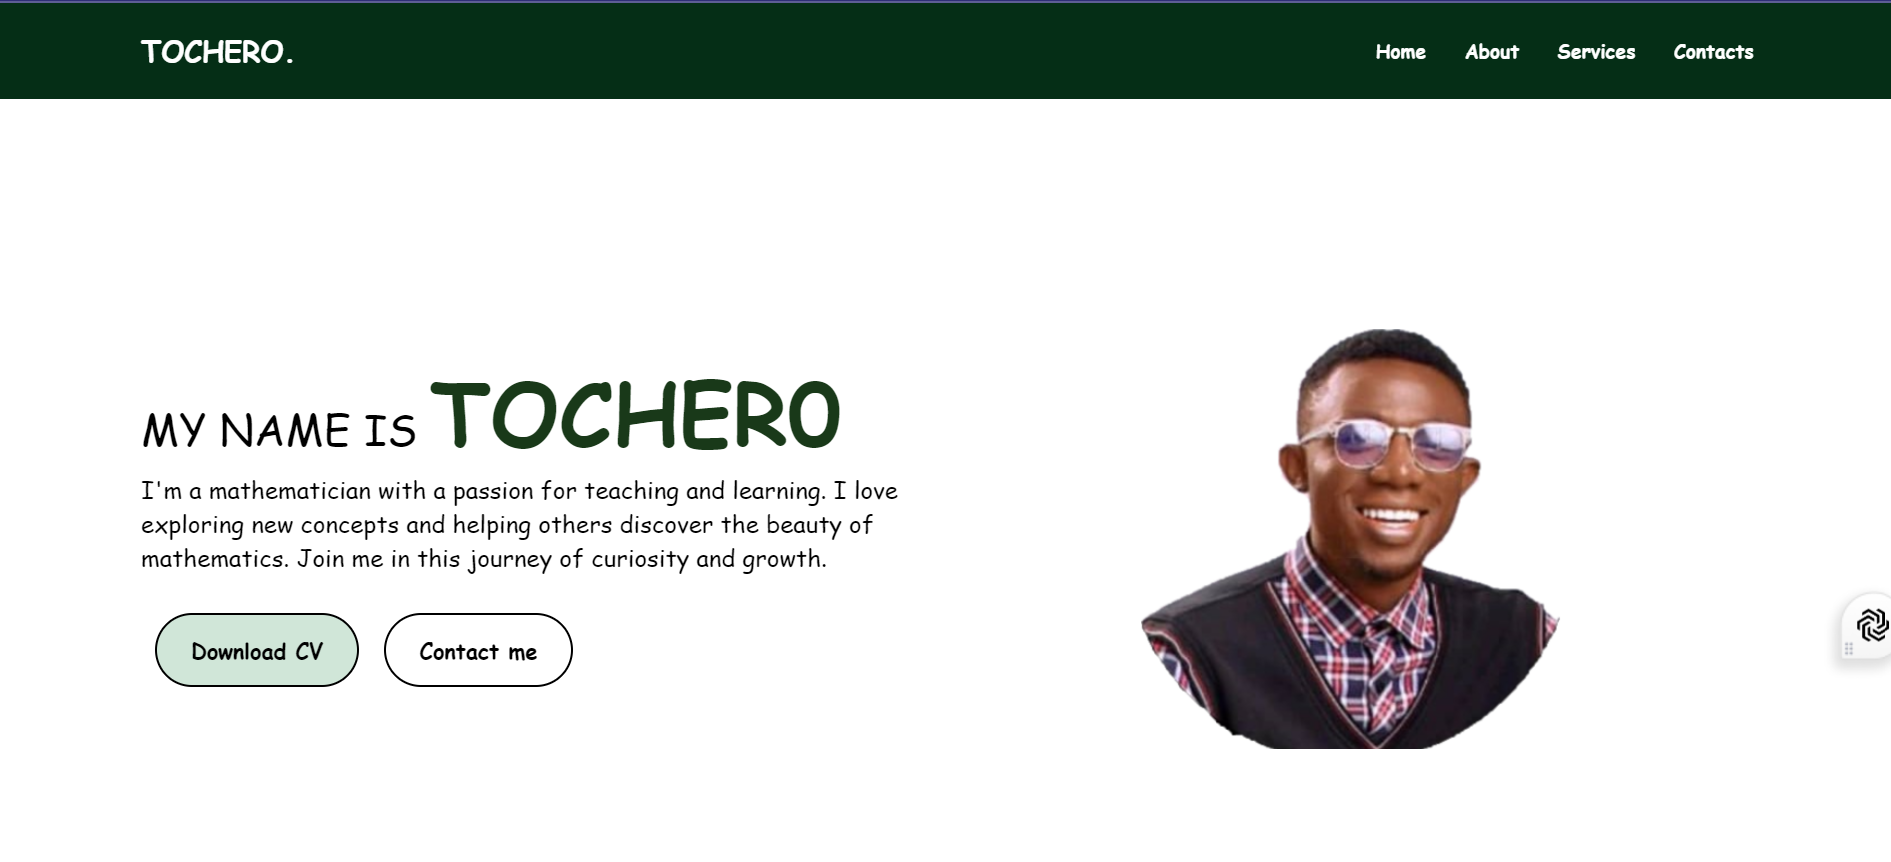 TOCHERO.
Home About Services Contacts
MY NAME IS TOCHERO
I'm a mathematician with a passion for teaching and learning. I love
exploring new concepts and helping others discover the beauty of
mathematics. Join me in this journey of curiosity and growth.
Download CV Contact me